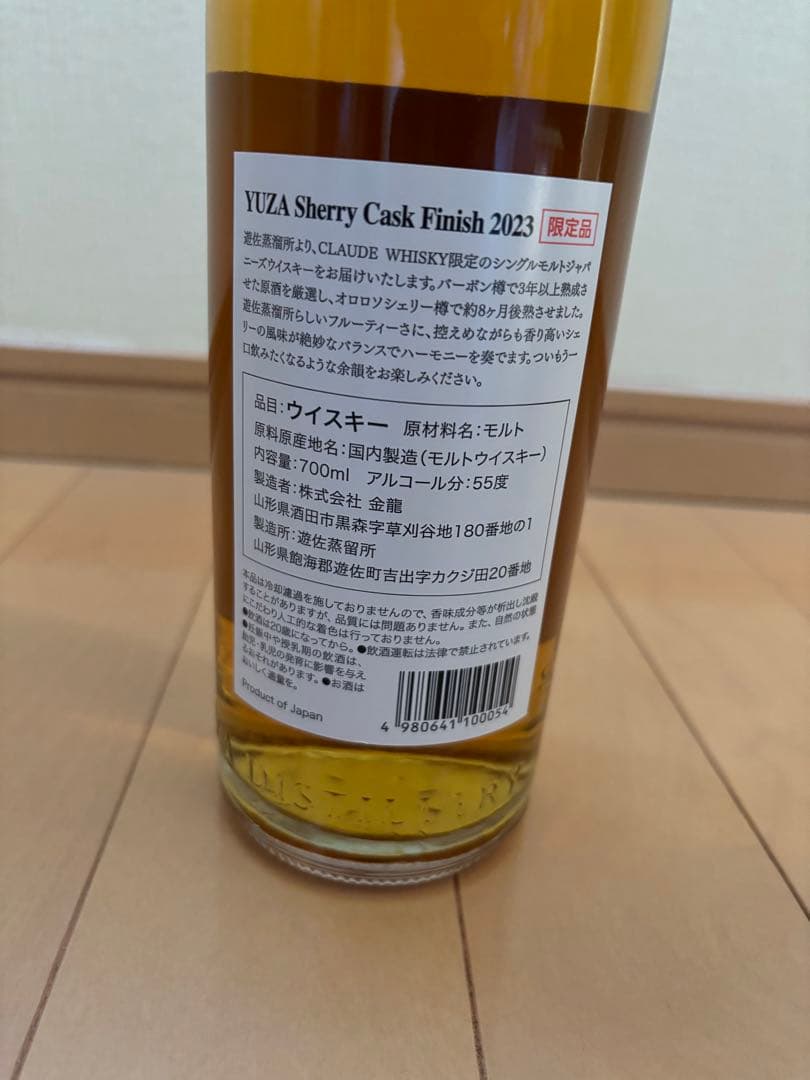 YUZA Sherry Cask Finish 2023 限定品
遊佐蒸溜所より、CLAUDE WHISKY限定のシングルモルトジャパ
ニーズウイスキーをお届けいたします。バーボン樽で3年以上熟成さ
せた原酒を厳選し、オロロソシェリー樽で約8ヶ月後熟させました。
遊佐蒸溜所らしいフルーティーさに、控えめながらも香り高いシェ
リーの風味が絶妙なバランスでハーモニーを奏でます。ついもう一
口飲みたくなるような余韻をお楽しみください。
品目：ウイスキー 原材料名：モルト
原料原産地名：国内製造（モルトウイスキー）
内容量：700ml アルコール分：55度
製造者：株式会社 金龍
山形県酒田市黒森字草刈谷地180番地の1
製造所：遊佐蒸留所
山形県飽海郡遊佐町吉出字カクジ田20番地
本品は冷却濾過を施しておりませんので、香味成分等が析出し沈殿
することがありますが、品質には問題ありません。また、自然の状態
にこだわり人工的な着色は行っておりません。
●飲酒は20歳になってから。●飲酒運転は法律で禁止されています。
●妊娠中や授乳期の飲酒は、
胎児・乳児の発育に影響を与え
るおそれがあります。●お酒は
おいしく適量を。
Product of Japan
4 980641 100054
DISTILLERY